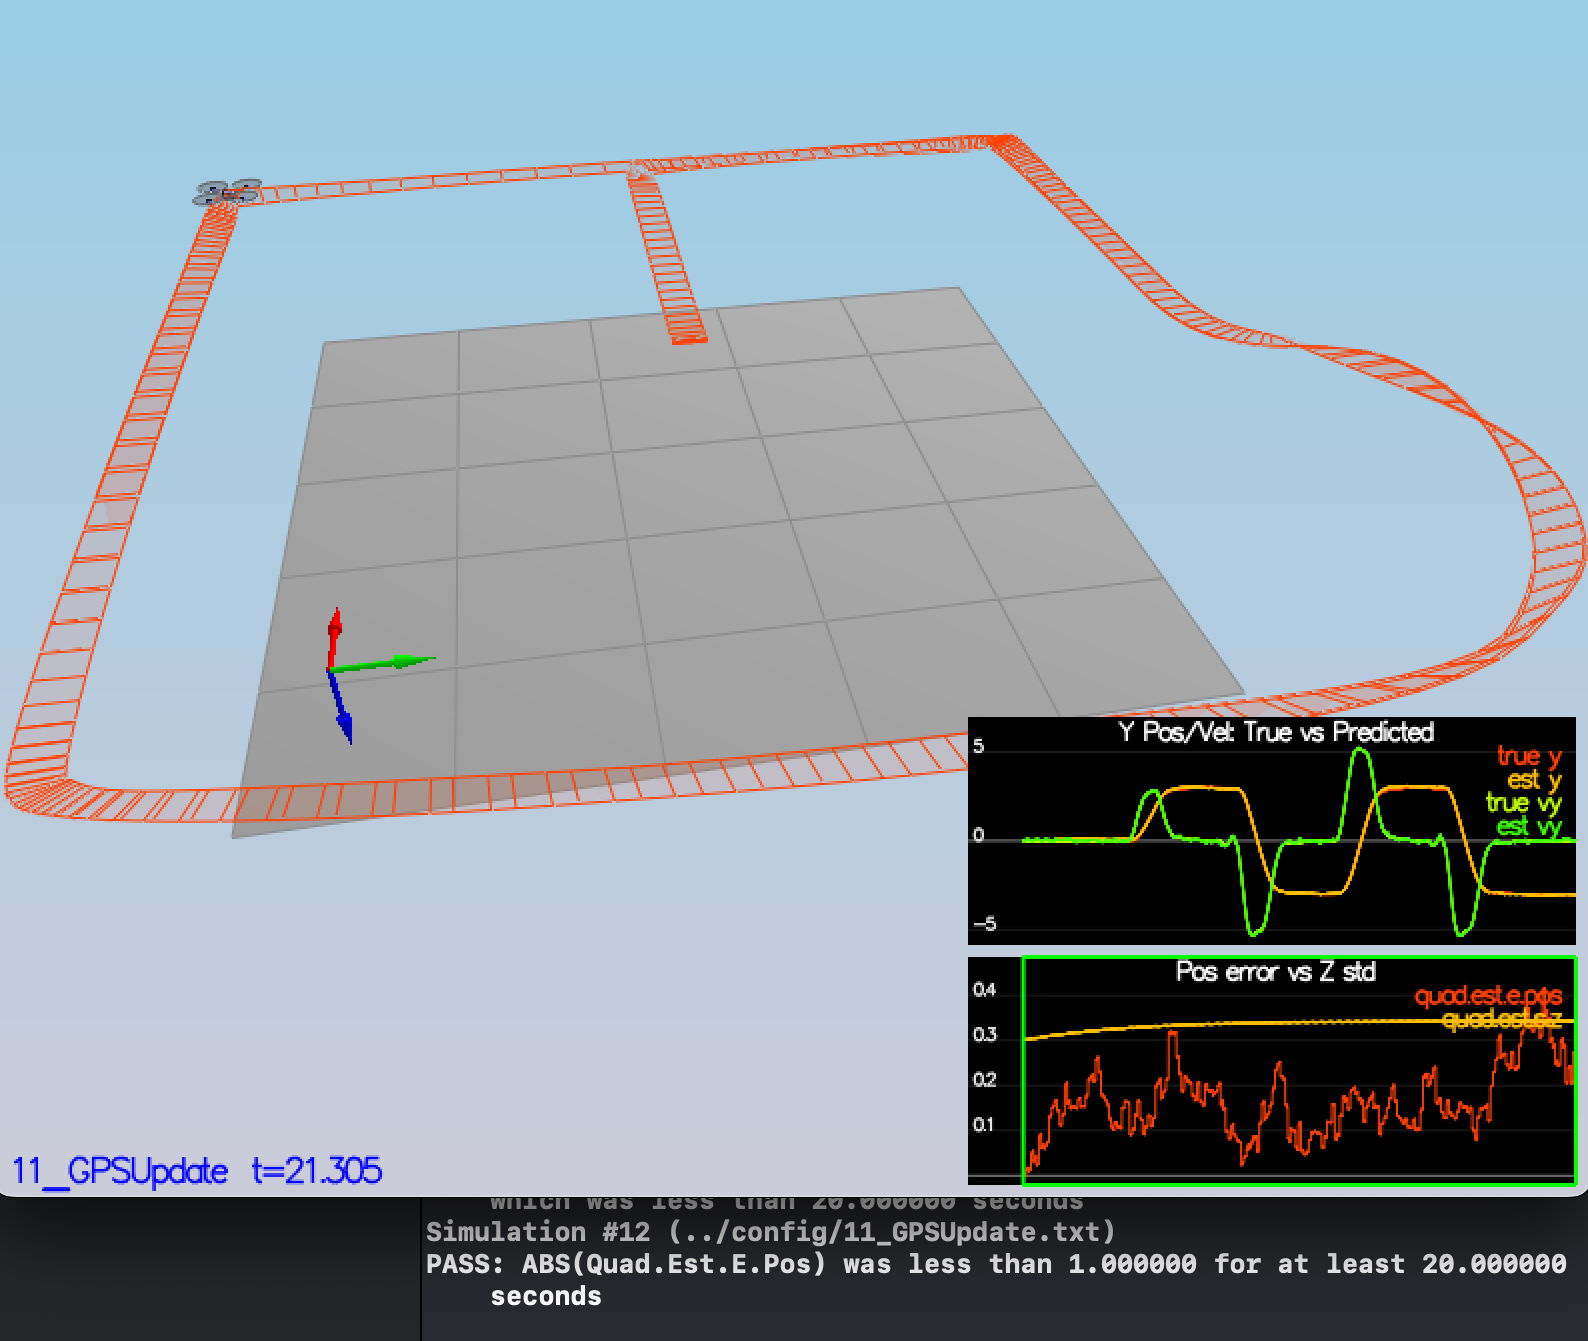 Y Pos/Vel: True vs Predicted
5
true y
est y
true vy
0
est vy
-5
Pos error vs Z std
0.4
quad.est.e.pos
quad.est.s.z
0.3
0.2
0.1
11_GPSUpdate t=21.305
which was less than 20.000000 seconds
Simulation #12 (../config/11_GPSUpdate.txt)
PASS: ABS(Quad.Est.E.Pos) was less than 1.000000 for at least 20.000000
seconds